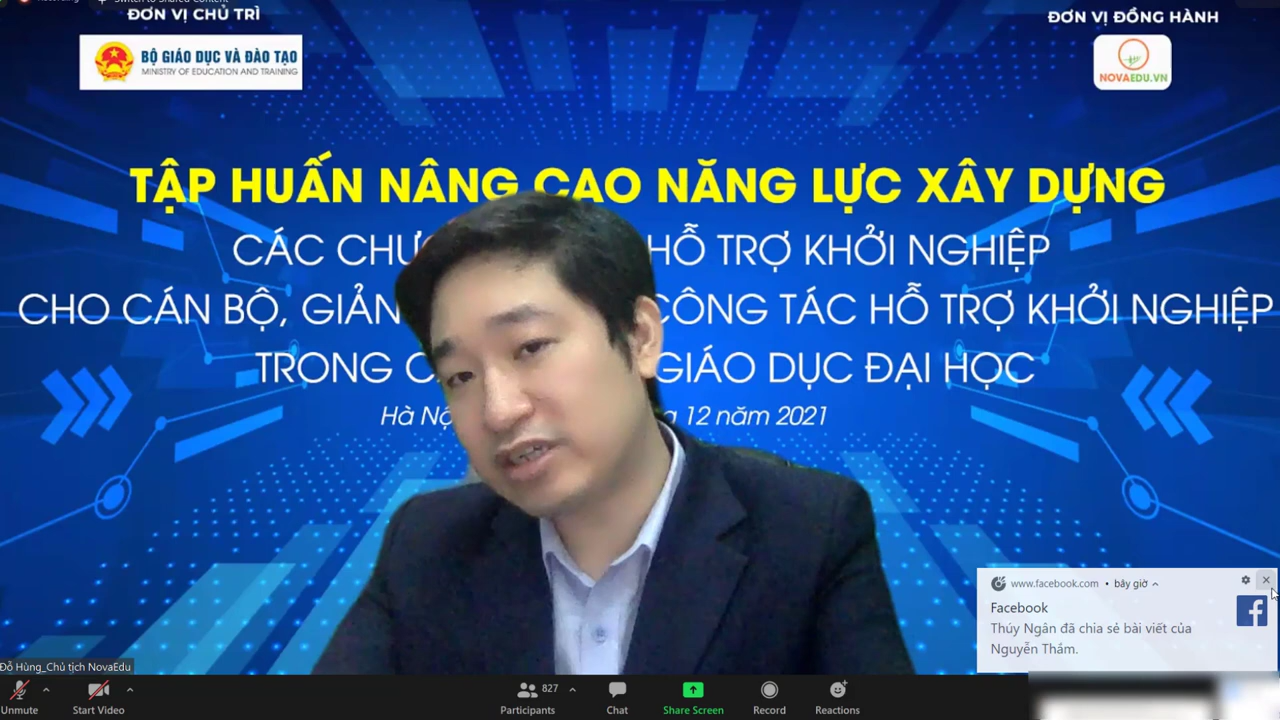 Switch to Shared Content
ĐƠN VỊ CHỦ TRÌ
BỘ GIÁO DỤC VÀ ĐÀO TẠO
MINISTRY OF EDUCATION AND TRAINING
ĐƠN VỊ ĐỒNG HÀNH
NOVAEDU.VN
TẬP HUẤN NÂNG CAO NĂNG LỰC XÂY DỰNG
CÁC HỖ TRỢ KHỞI NGHIỆP
CHO CÁN BỘ, CÔNG TÁC HỖ TRỢ KHỞI NGHIỆP
TRONG GIÁO DỤC ĐẠI HỌC
Hà 12 năm 2021
www.facebook.com • bây giờ
Facebook
Thúy Ngân đã chia sẻ bài viết của
Nguyễn Thắm.
Đỗ Hùng_Chủ tịch NovaEdu
Unmute
Start Video
827
Participants
Chat
Share Screen
Record
Reactions